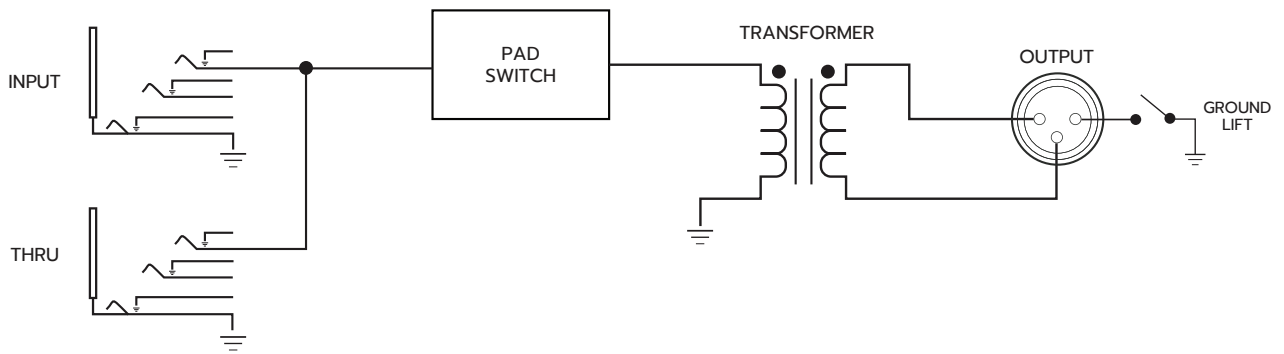 INPUT
PAD
SWITCH
TRANSFORMER
OUTPUT
GROUND
LIFT
THRU